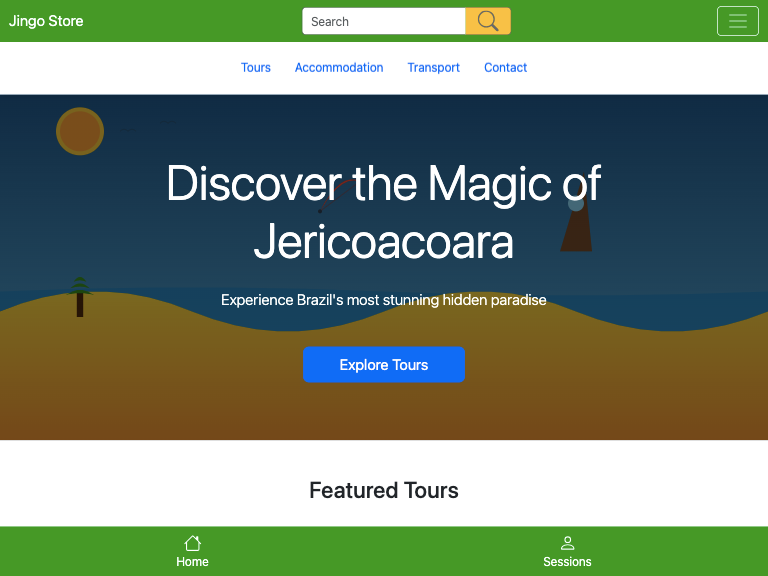 Jingo Store
Search
Tours Accommodation Transport Contact
Discover the Magic of
Jericoacoara
Experience Brazil's most stunning hidden paradise
Explore Tours
Featured Tours
Home Sessions